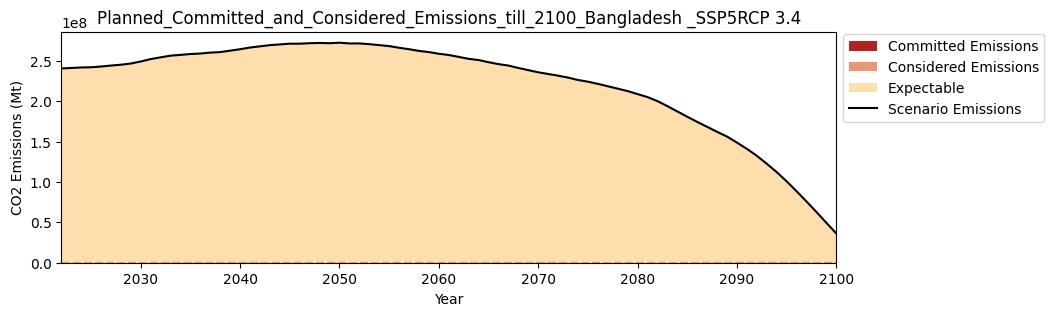 Planned_Committed_and_Considered_Emissions_till_2100_Bangladesh _SSP5RCP 3.4
1e8
2.5
2.0
1.5
1.0
0.5
0.0
CO2 Emissions (Mt)
2030 2040 2050 2060 2070 2080 2090 2100
Year
Committed Emissions
Considered Emissions
Expectable
Scenario Emissions